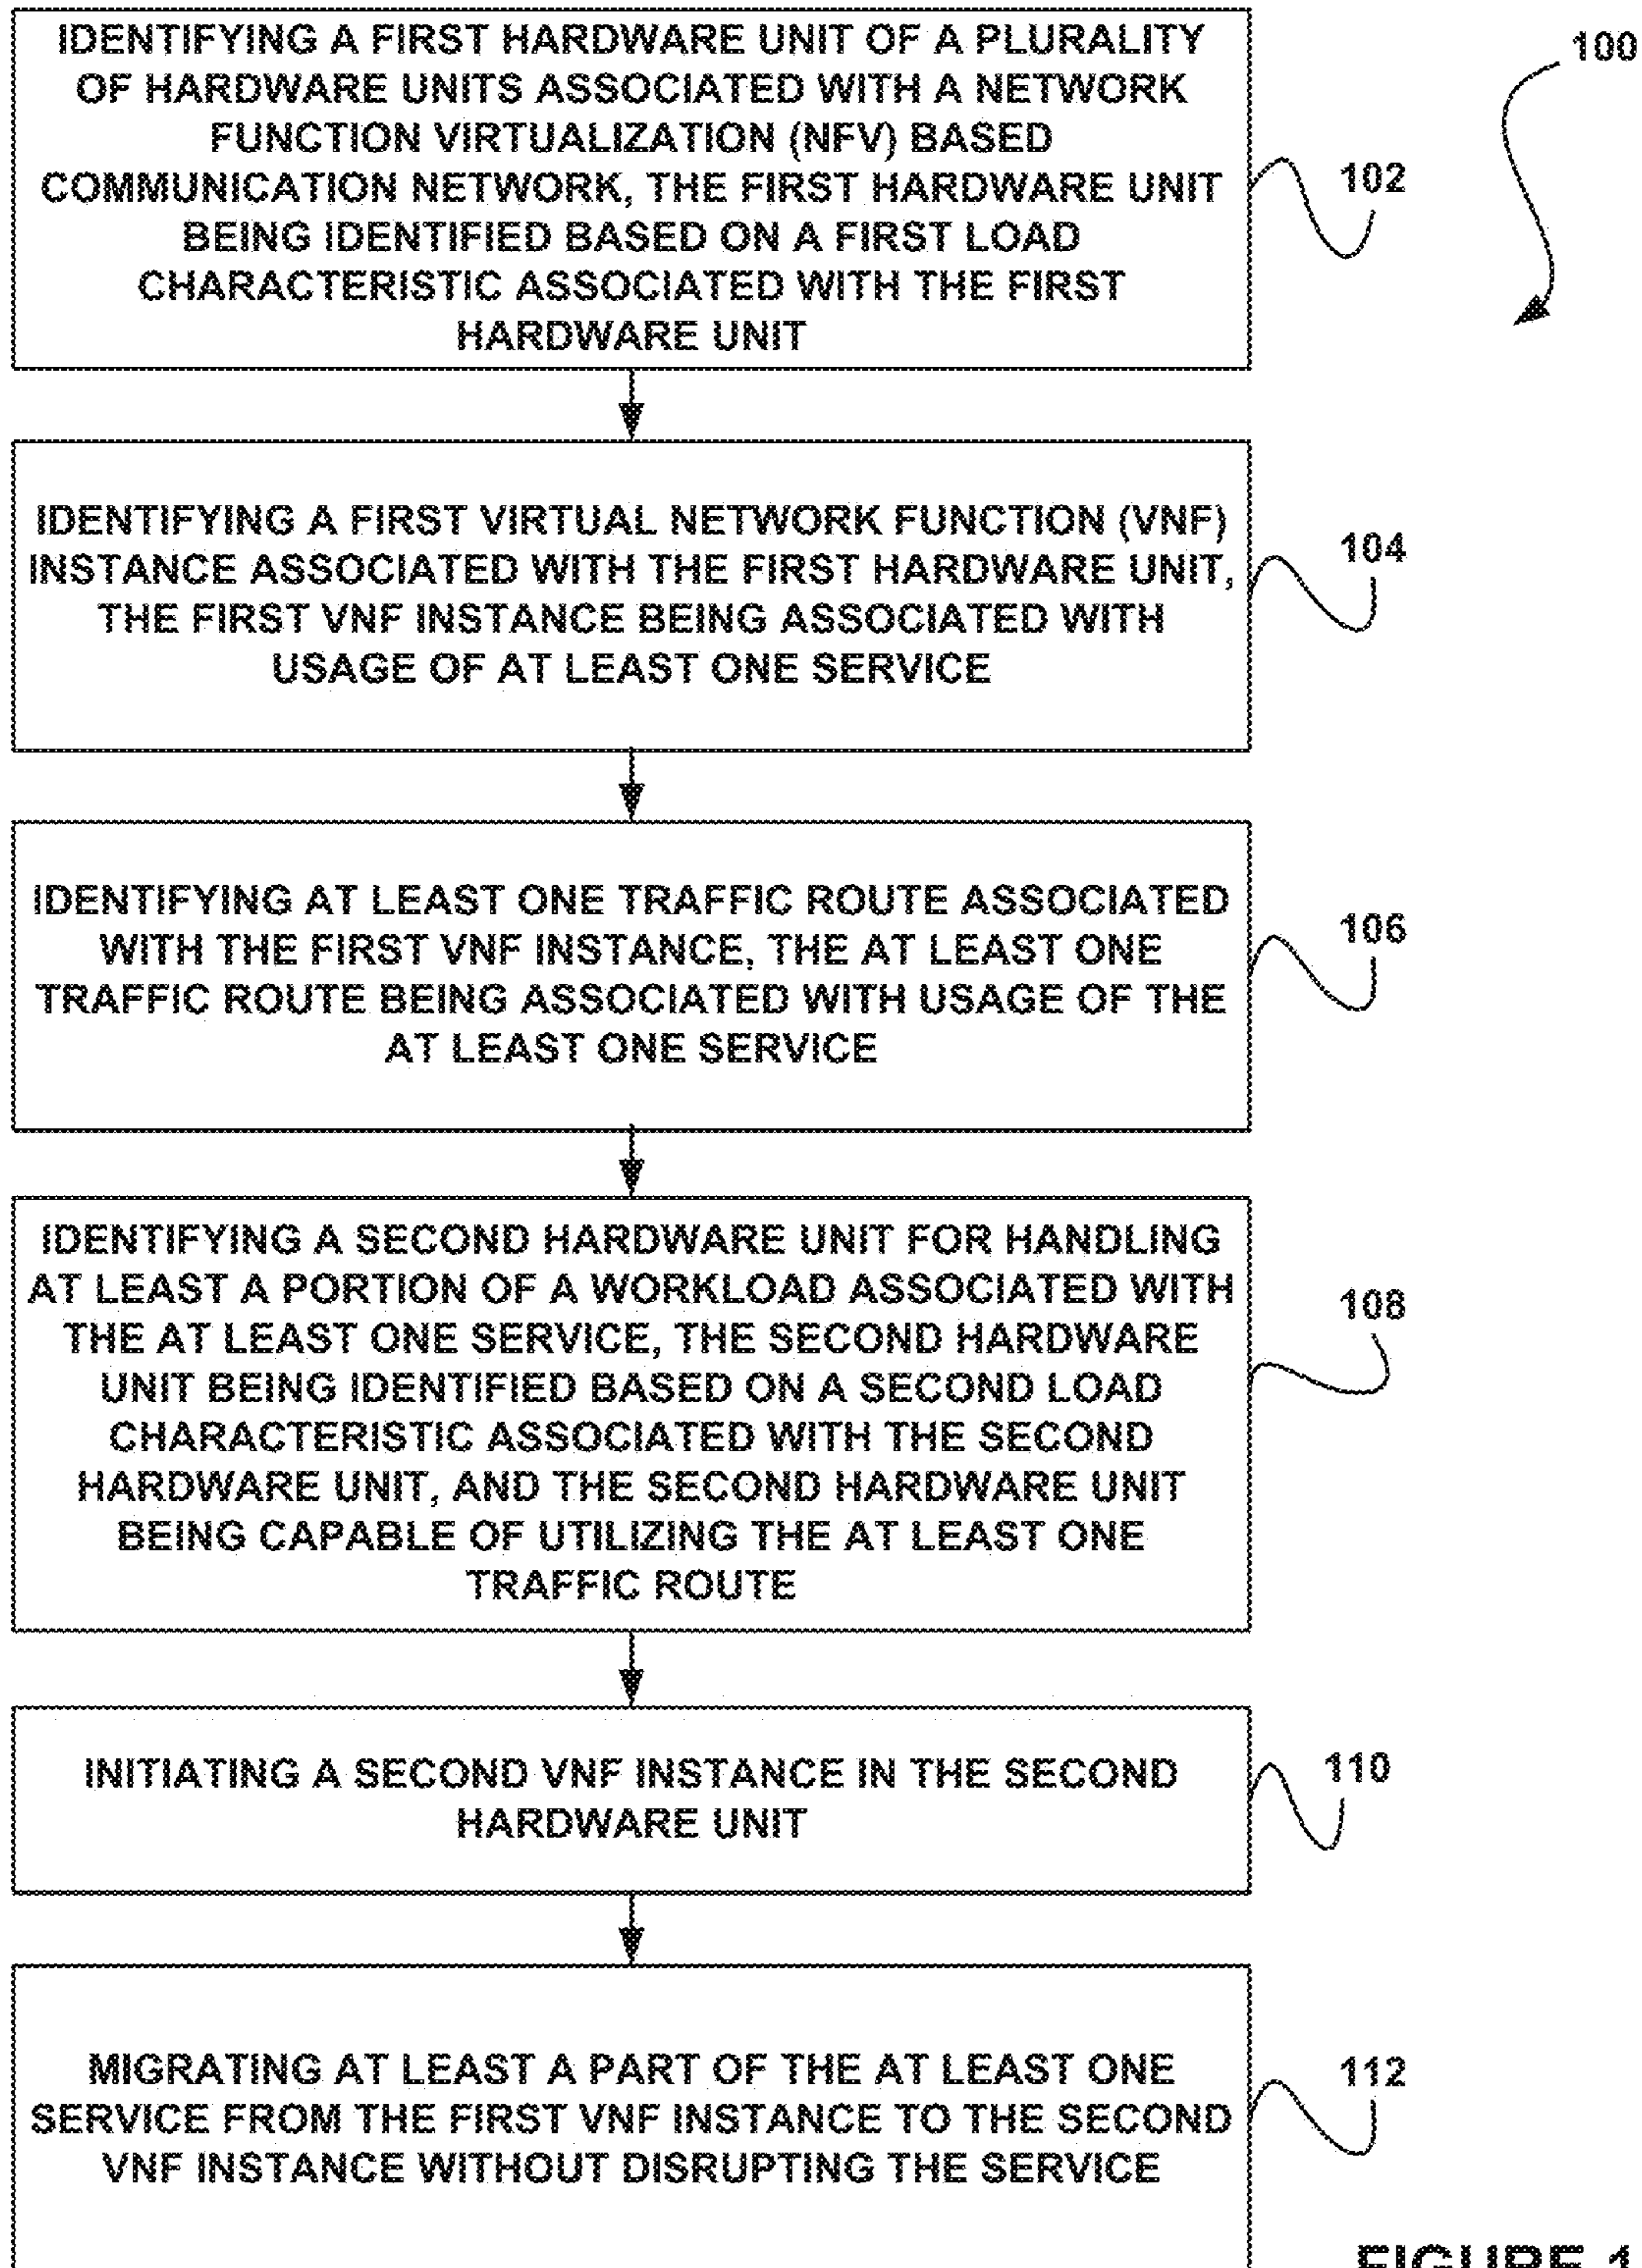 IDENTIFYING A FIRST HARDWARE UNIT OF A PLURALITY
OF HARDWARE UNITS ASSOCIATED WITH A NETWORK
FUNCTION VIRTUALIZATION (NFV) BASED
COMMUNICATION NETWORK, THE FIRST HARDWARE UNIT
BEING IDENTIFIED BASED ON A FIRST LOAD
CHARACTERISTIC ASSOCIATED WITH THE FIRST
HARDWARE UNIT
100
102
IDENTIFYING A FIRST VIRTUAL NETWORK FUNCTION (VNF)
INSTANCE ASSOCIATED WITH THE FIRST HARDWARE UNIT,
THE FIRST VNF INSTANCE BEING ASSOCIATED WITH
USAGE OF AT LEAST ONE SERVICE
104
IDENTIFYING AT LEAST ONE TRAFFIC ROUTE ASSOCIATED
WITH THE FIRST VNF INSTANCE, THE AT LEAST ONE
TRAFFIC ROUTE BEING ASSOCIATED WITH USAGE OF THE
AT LEAST ONE SERVICE
106
IDENTIFYING A SECOND HARDWARE UNIT FOR HANDLING
AT LEAST A PORTION OF A WORKLOAD ASSOCIATED WITH
THE AT LEAST ONE SERVICE, THE SECOND HARDWARE
UNIT BEING IDENTIFIED BASED ON A SECOND LOAD
CHARACTERISTIC ASSOCIATED WITH THE SECOND
HARDWARE UNIT, AND THE SECOND HARDWARE UNIT
BEING CAPABLE OF UTILIZING THE AT LEAST ONE
TRAFFIC ROUTE
108
INITIATING A SECOND VNF INSTANCE IN THE SECOND
HARDWARE UNIT
110
MIGRATING AT LEAST A PART OF THE AT LEAST ONE
SERVICE FROM THE FIRST VNF INSTANCE TO THE SECOND
VNF INSTANCE WITHOUT DISRUPTING THE SERVICE
112
FIGURE 1